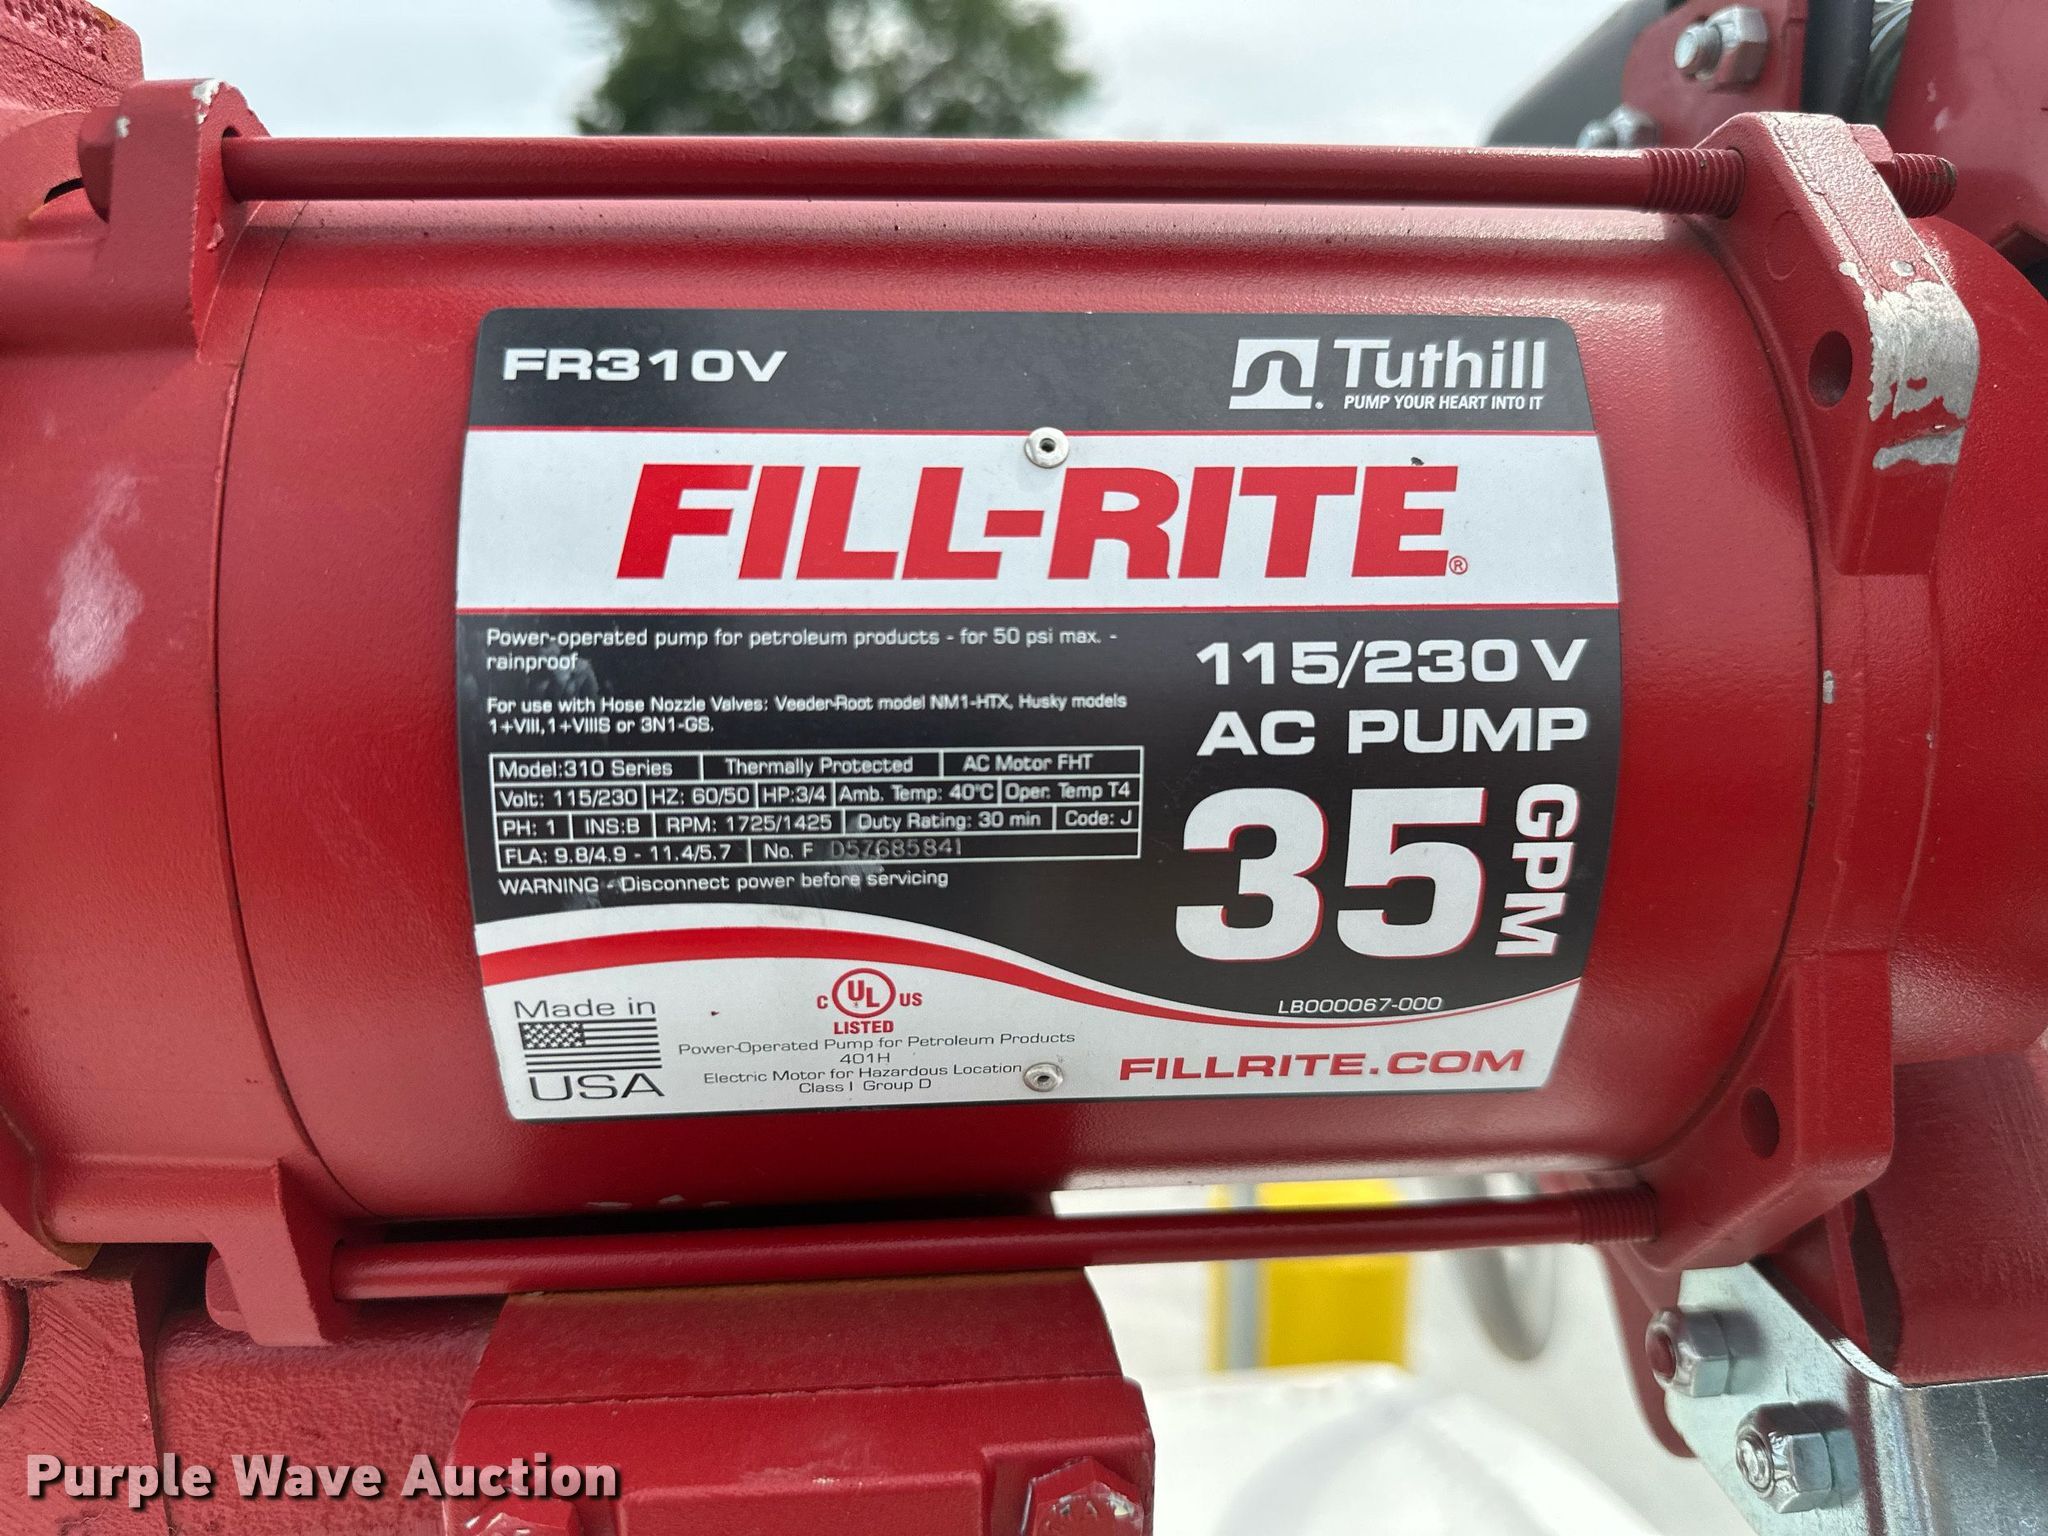 FR310V
Tuthill
PUMP YOUR HEART INTO IT
FILL-RITE®
Power-operated pump for petroleum products - for 50 psi max. -
rainproof
For use with Hose Nozzle Valves: Veeder-Root model NM1-HTX, Husky models
1+VIII,1+VIIIS or 3N1-GS.
Model:310 Series Thermally Protected AC Motor FHT
Volt: 115/230 HZ: 60/50 HP:3/4 Amb. Temp: 40°C Oper. Temp T4
PH: 1 INS:B RPM: 1725/1425 Duty Rating: 30 min Code: J
FLA: 9.8/4.9 - 11.4/5.7 No. F D57685841
WARNING - Disconnect power before servicing
115/230 V
AC PUMP
35 GPM
LB000067-000
Made in
USA
C UL US
LISTED
Power-Operated Pump for Petroleum Products
401H
Electric Motor for Hazardous Location
Class I Group D
FILLRITE.COM
Purple Wave Auction